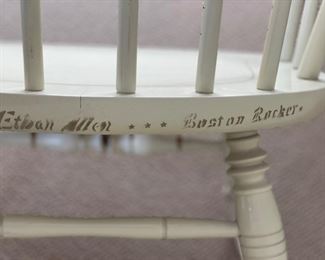 Ethan Allen *** Boston Rocker.